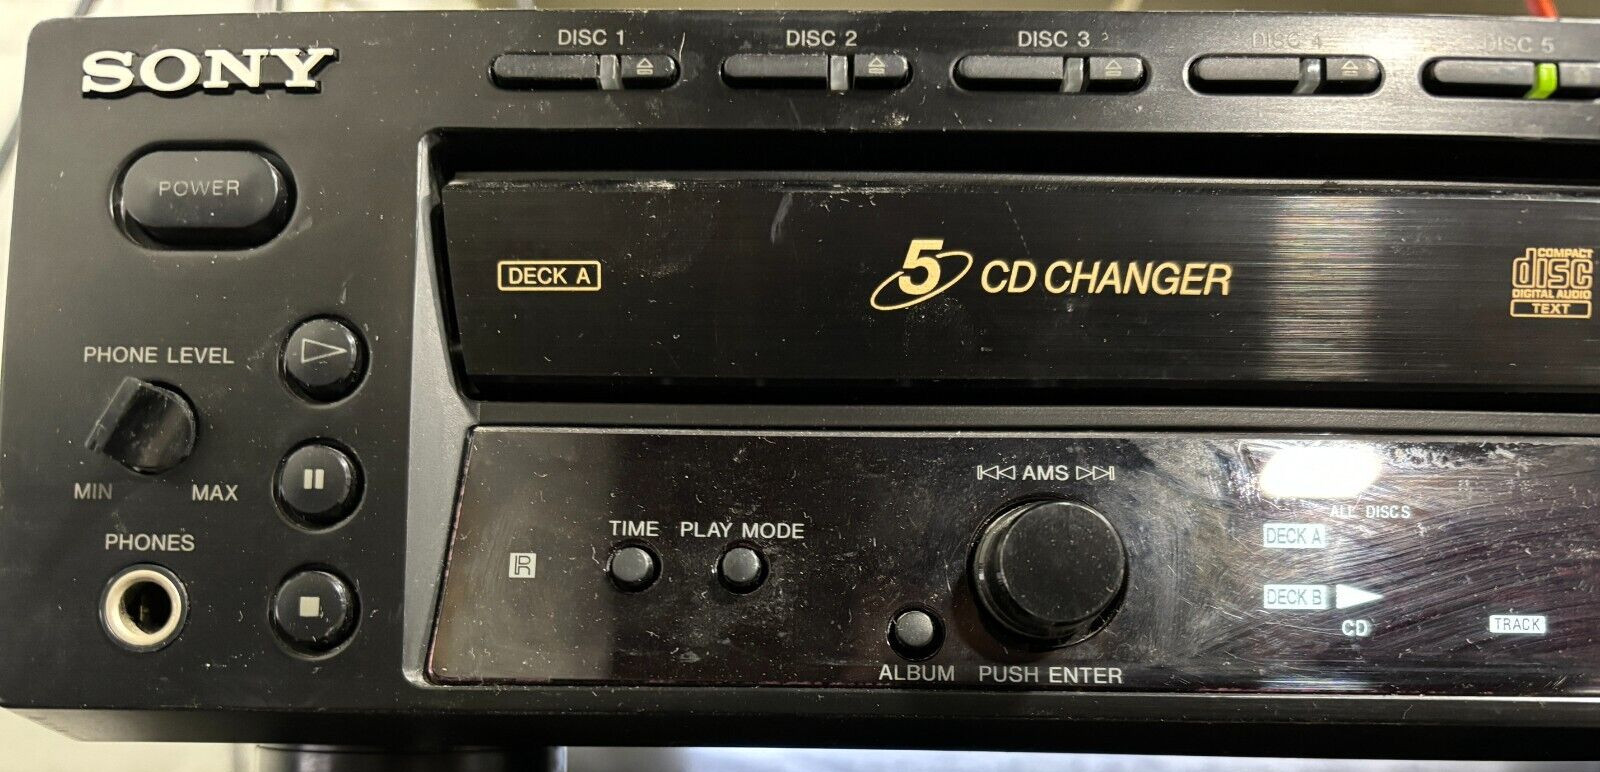 SONY
DISC 1
DISC 2
DISC 3
DISC 4
DISC 5
POWER
DECK A
5 CD CHANGER
COMPACT
disc
DIGITAL AUDIO
TEXT
PHONE LEVEL
MIN MAX
PHONES
R
TIME
PLAY MODE
AMS
ALBUM
PUSH ENTER
ALL DISCS
DECK A
DECK B
CD
TRACK